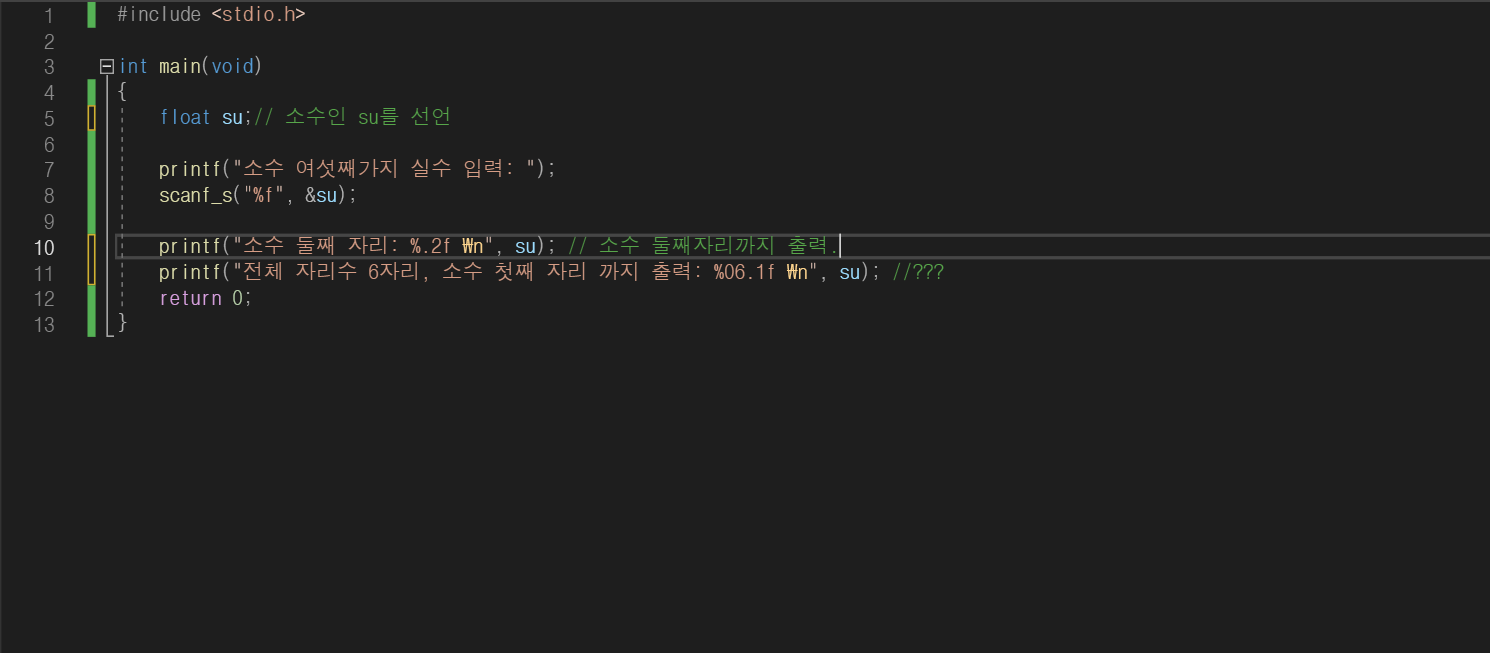 1 #include <stdio.h>
2
3 int main(void)
4 {
5 float su;// 소수인 su를 선언
6
7 printf("소수 여섯째가지 실수 입력: ");
8 scanf_s("%f", &su);
9
10 printf("소수 둘째 자리: %.2f ₩n", su); // 소수 둘째자리까지 출력.
11 printf("전체 자리수 6자리, 소수 첫째 자리 까지 출력: %06.1f ₩n", su); //???
12 return 0;
13 }